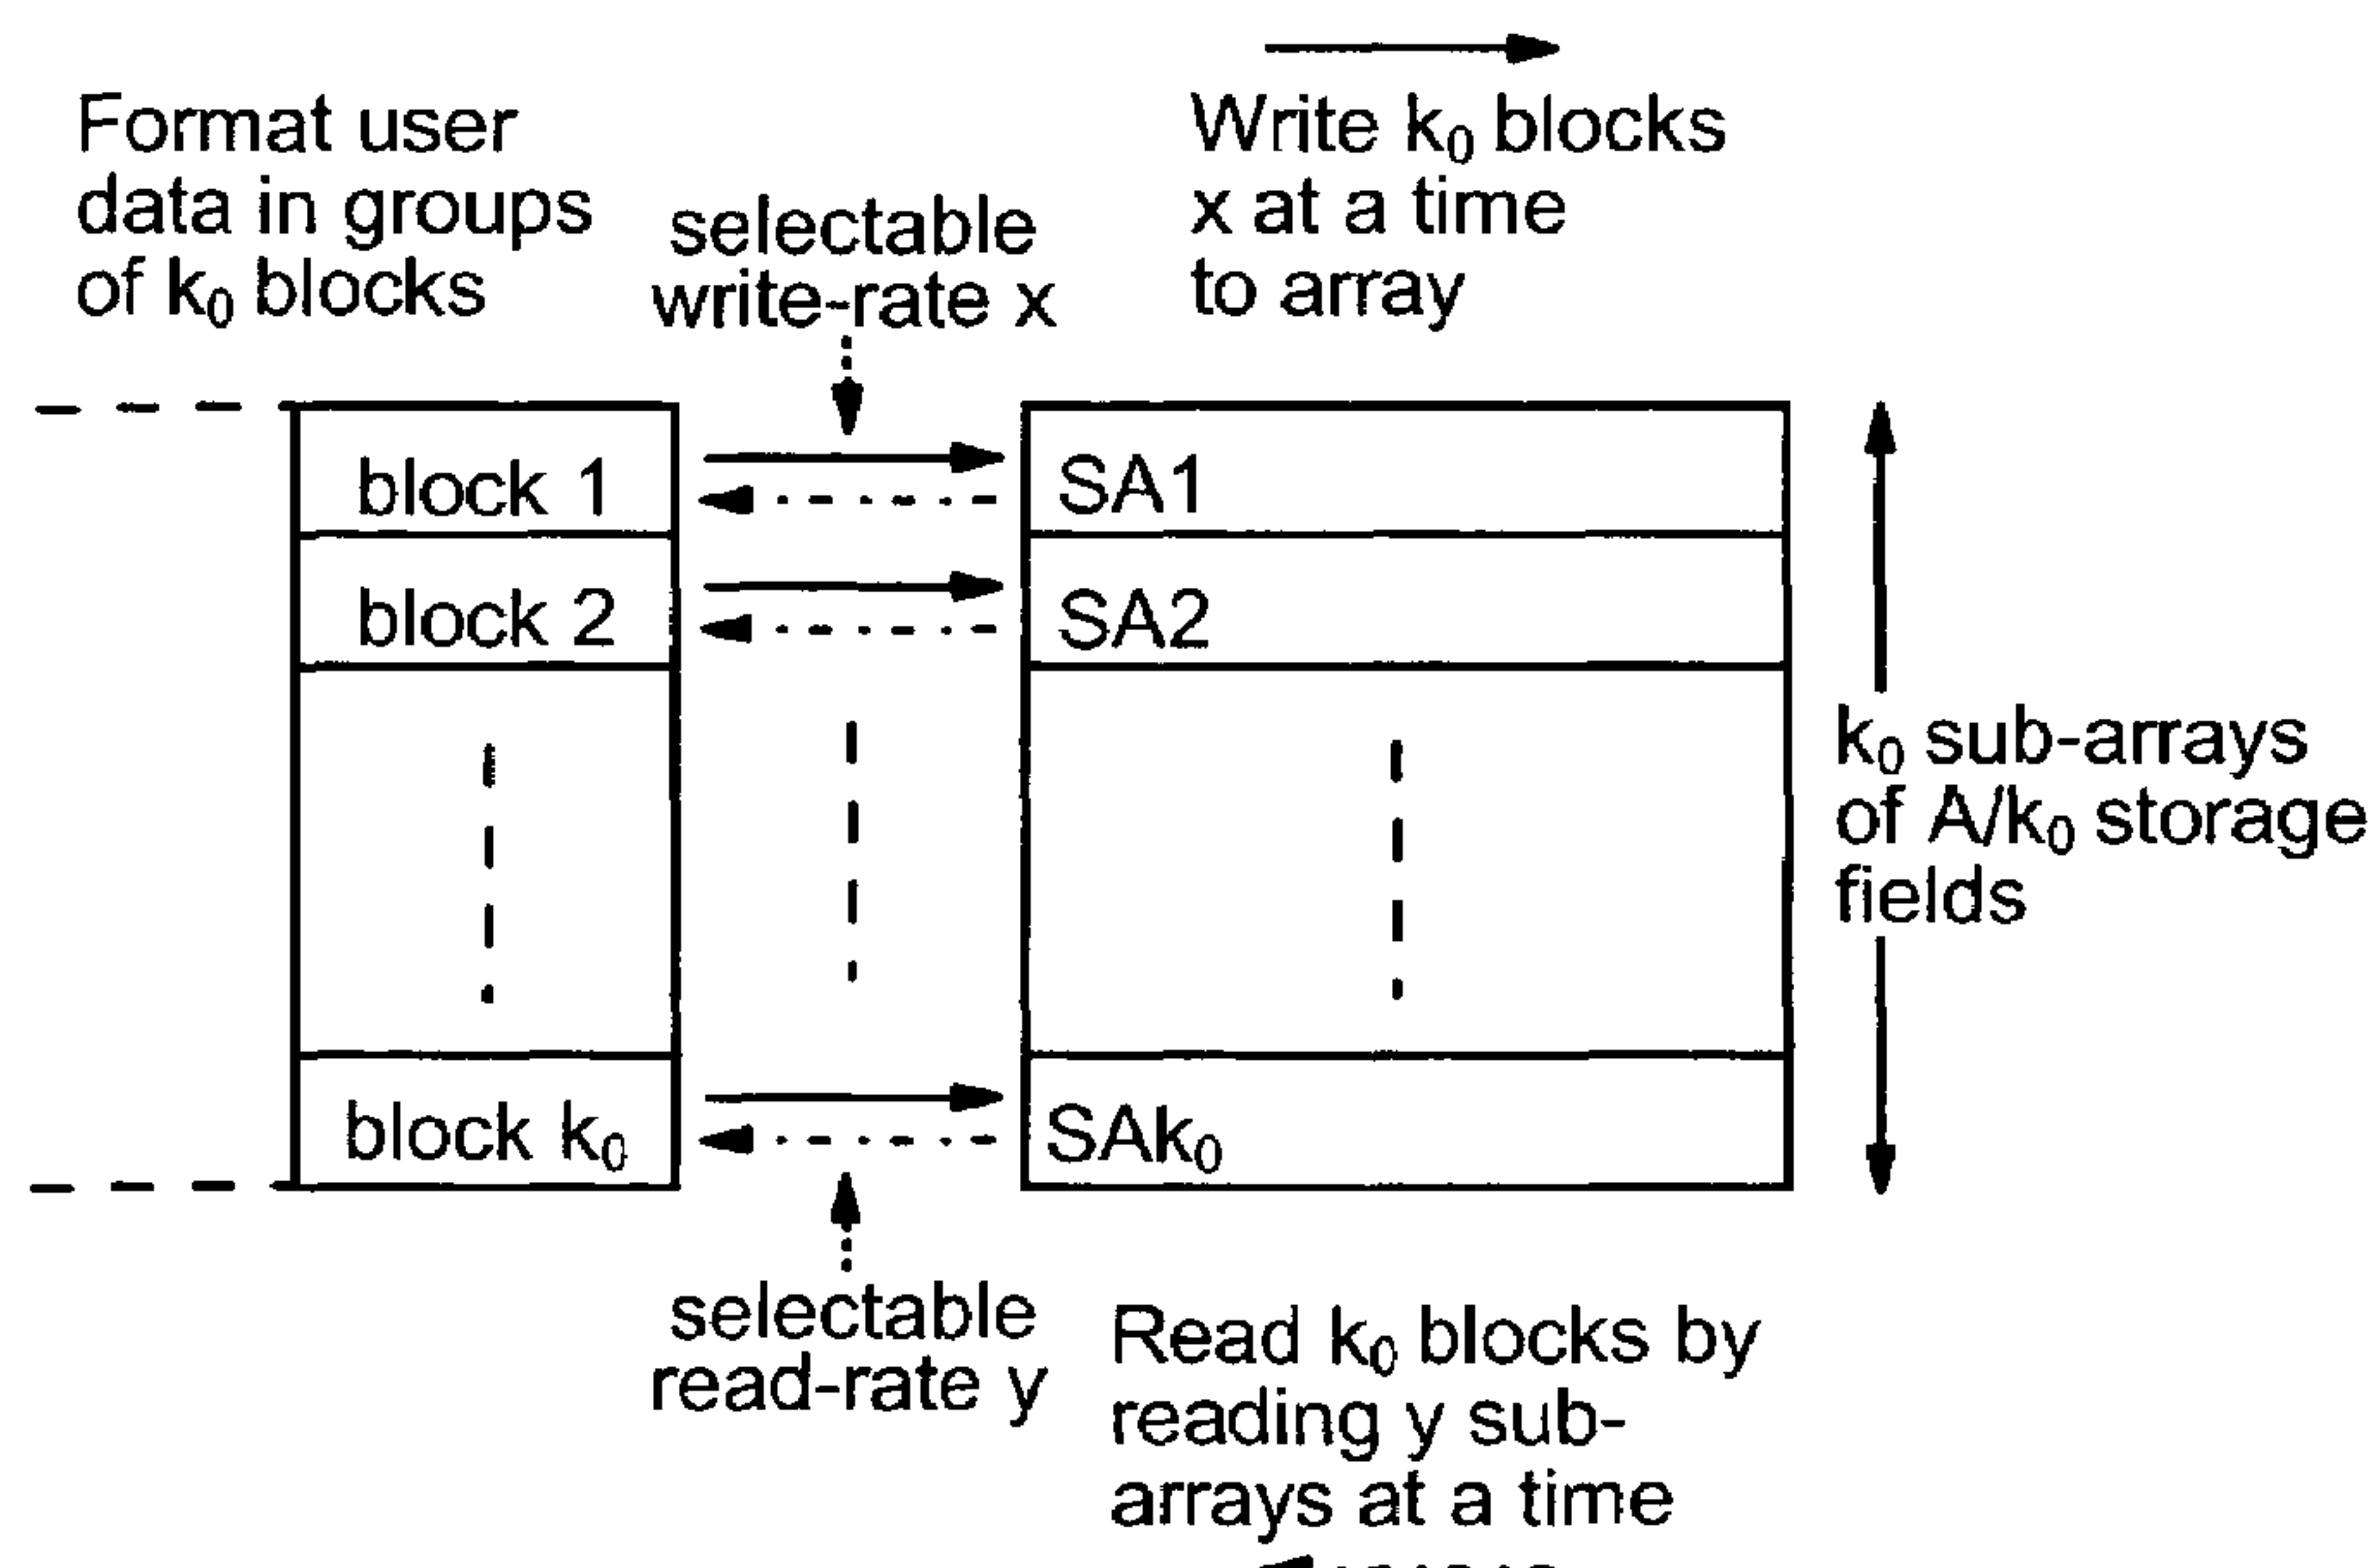 Format user
data in groups
of k₀ blocks
selectable
write-rate x
Write k₀ blocks
x at a time
to array
block 1
SA1
block 2
SA2
k₀ sub-arrays
of A/k₀ storage
fields
block k₀
SAk₀
selectable
read-rate y
Read k₀ blocks by
reading y sub-
arrays at a time